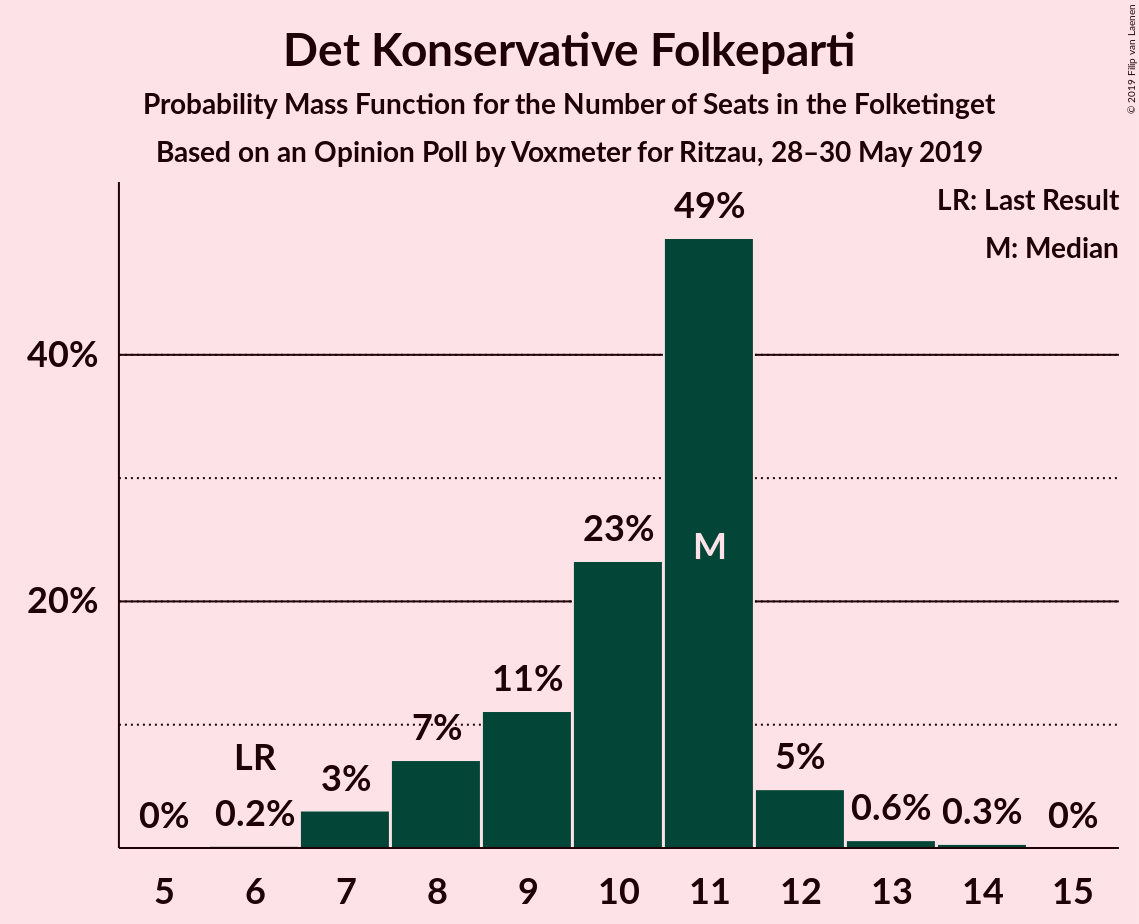 Det Konservative Folkeparti
Probability Mass Function for the Number of Seats in the Folketinget
Based on an Opinion Poll by Voxmeter for Ritzau, 28–30 May 2019
© 2019 Filip van Laenen
LR: Last Result
M: Median
40%
20%
0%
LR
0.2%
3%
7%
11%
23%
49%
M
5%
0.6%
0.3%
0%
5 6 7 8 9 10 11 12 13 14 15